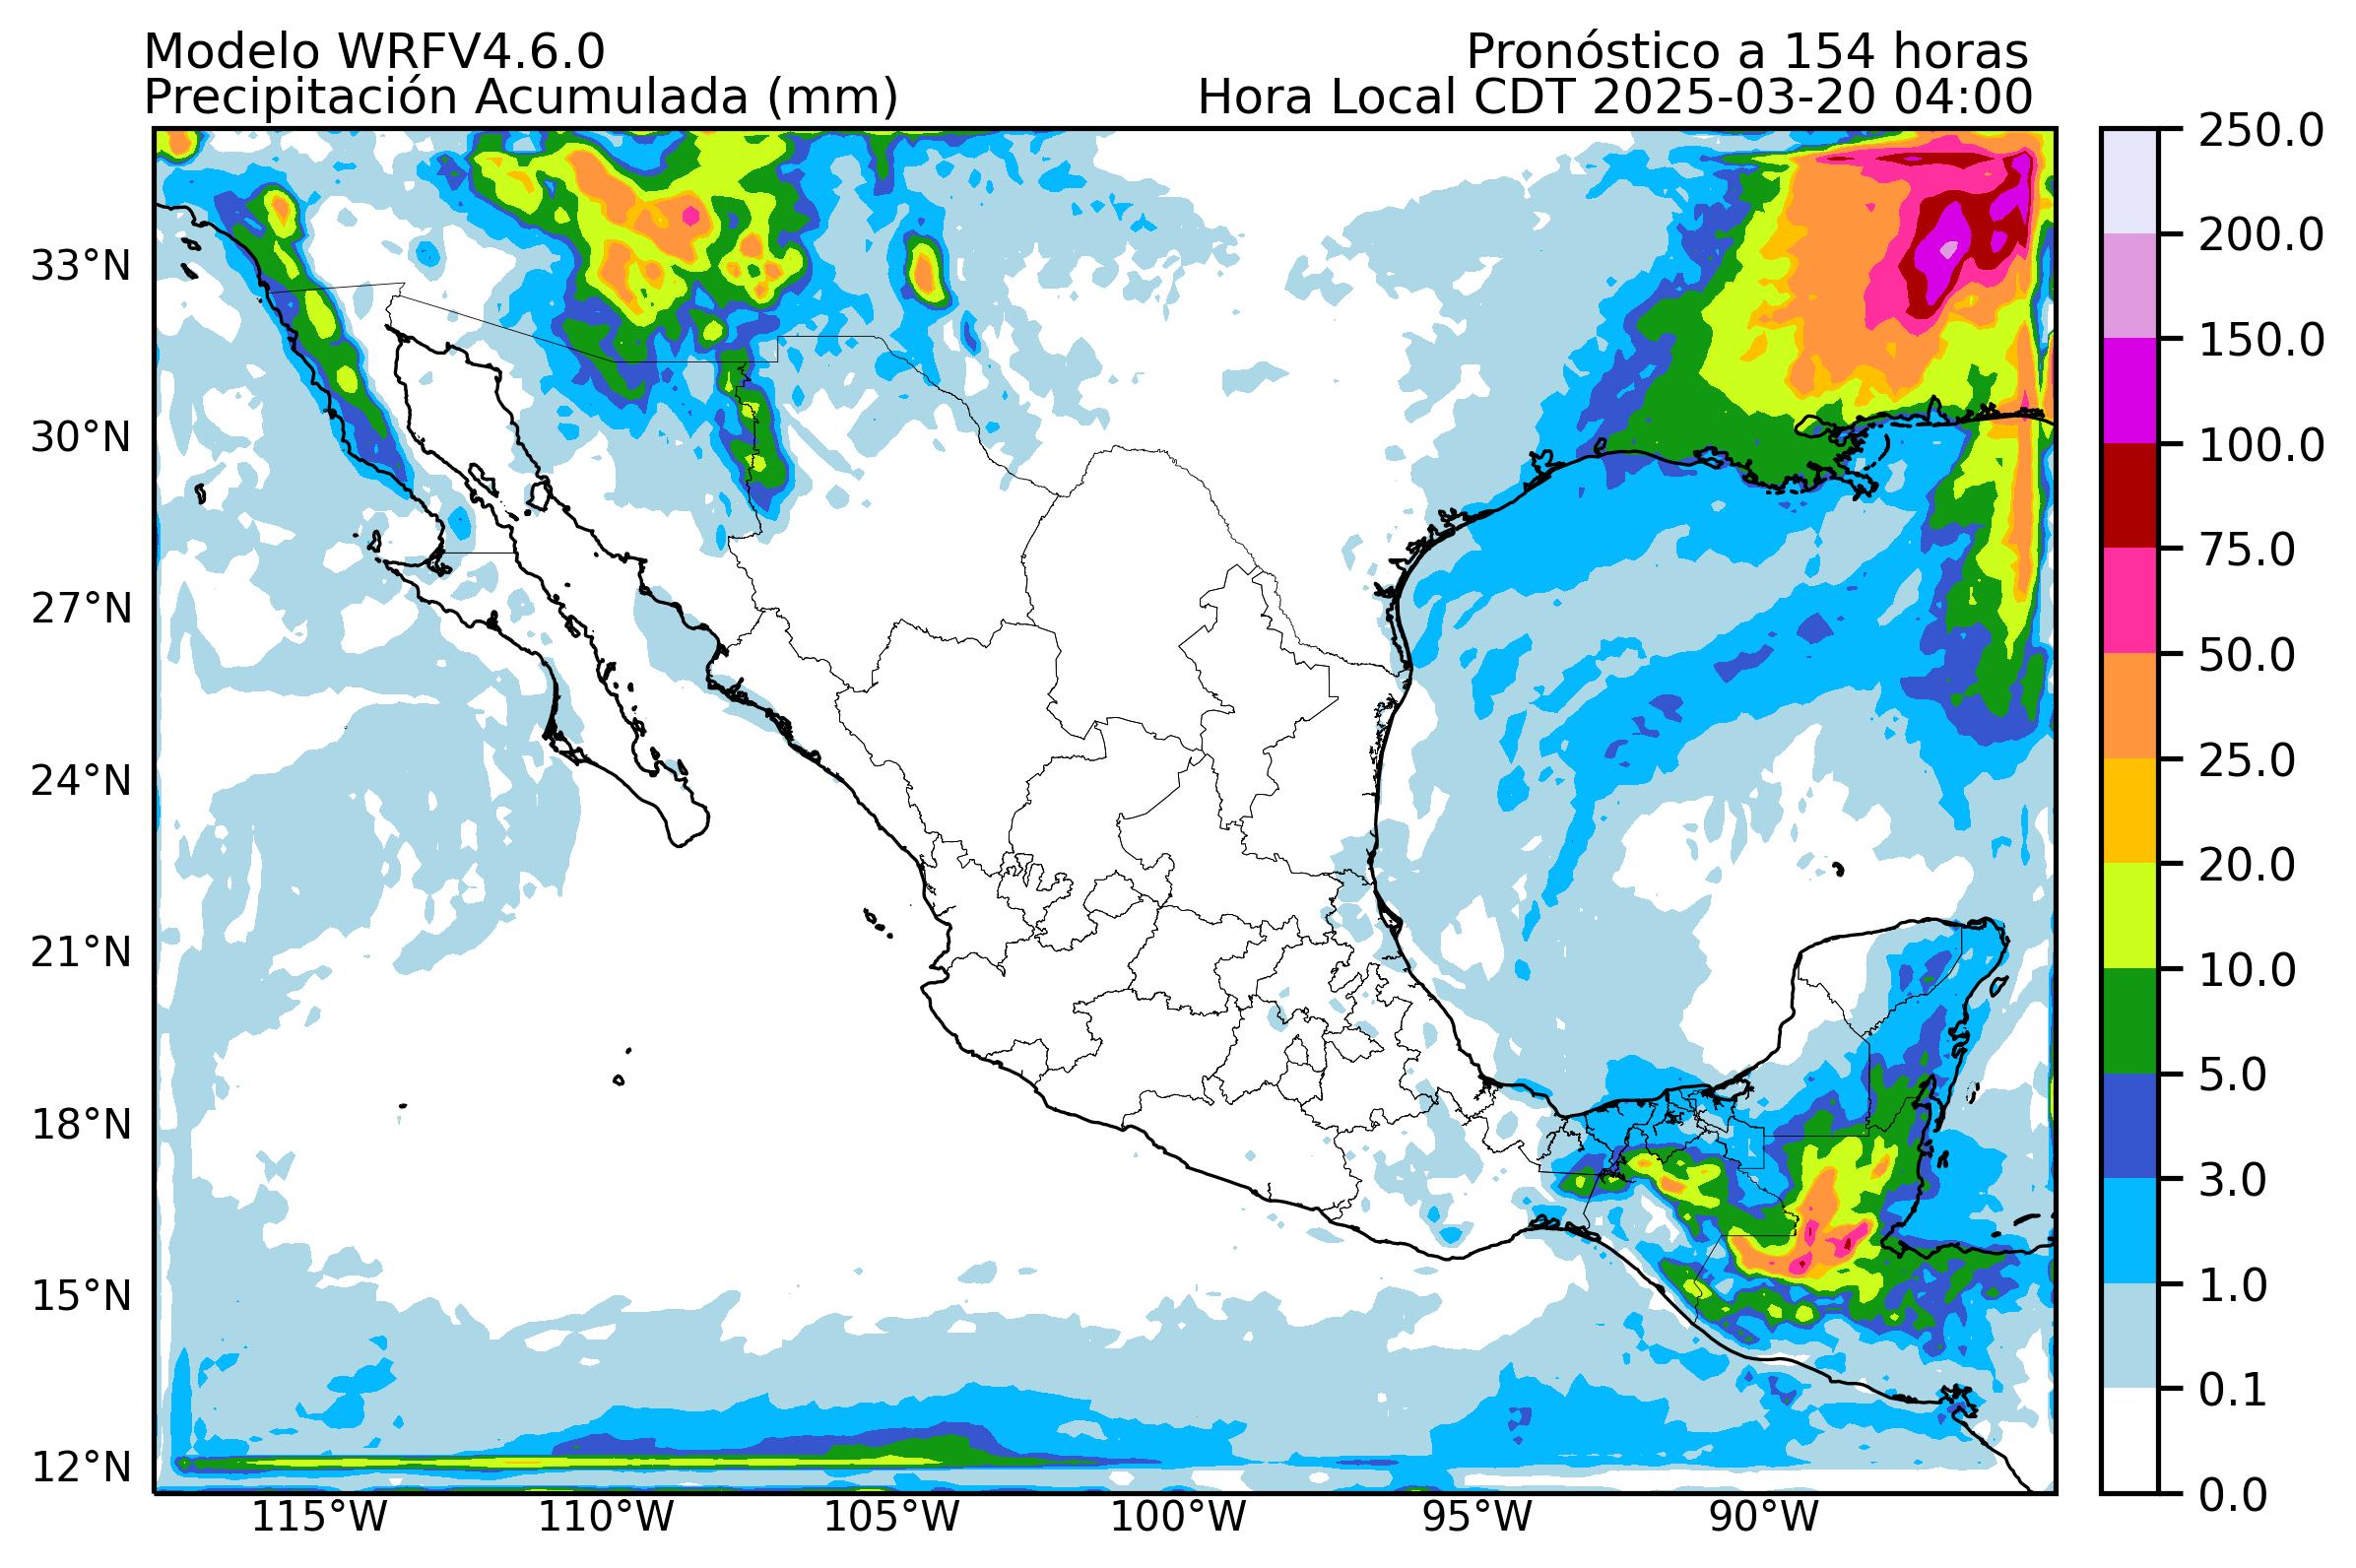 Modelo WRFV4.6.0
Pronóstico a 154 horas
Precipitación Acumulada (mm)
Hora Local CDT 2025-03-20 04:00
33°N
30°N
27°N
24°N
21°N
18°N
15°N
12°N
115°W
110°W
105°W
100°W
95°W
90°W
250.0
200.0
150.0
100.0
75.0
50.0
25.0
20.0
10.0
5.0
3.0
1.0
0.1
0.0